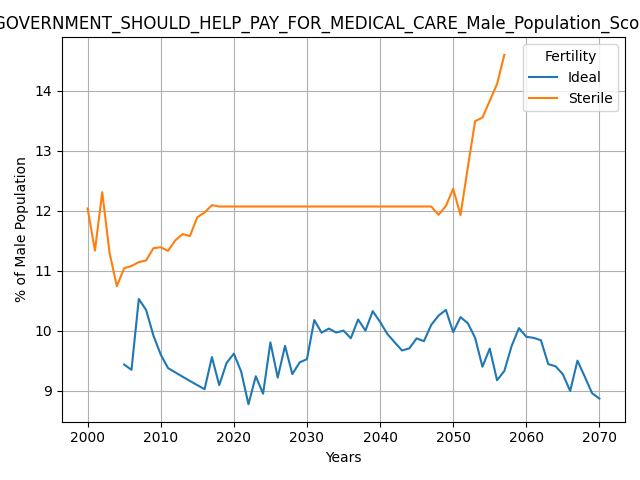 GOVERNMENT_SHOULD_HELP_PAY_FOR_MEDICAL_CARE_Male_Population_Sco
Fertility
Ideal
Sterile
% of Male Population
14
13
12
11
10
9
2000 2010 2020 2030 2040 2050 2060 2070
Years